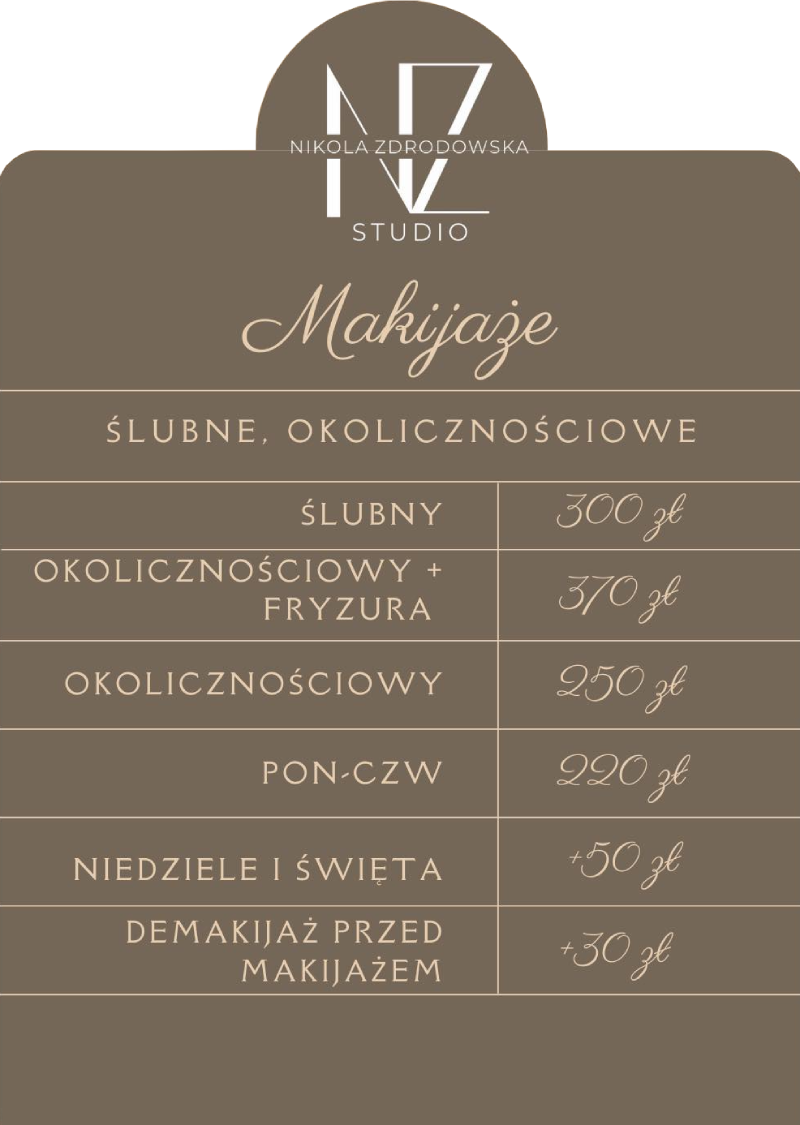 NIKOLA ZDRODOWSKA
NZ
STUDIO
Makijaże
ŚLUBNE, OKOLICZNOŚCIOWE
ŚLUBNY 300 zł
OKOLICZNOŚCIOWY +
FRYZURA 370 zł
OKOLICZNOŚCIOWY 250 zł
PON-CZW 220 zł
NIEDZIELE I ŚWIĘTA +50 zł
DEMAKIJAŻ PRZED
MAKIJAŻEM +30 zł